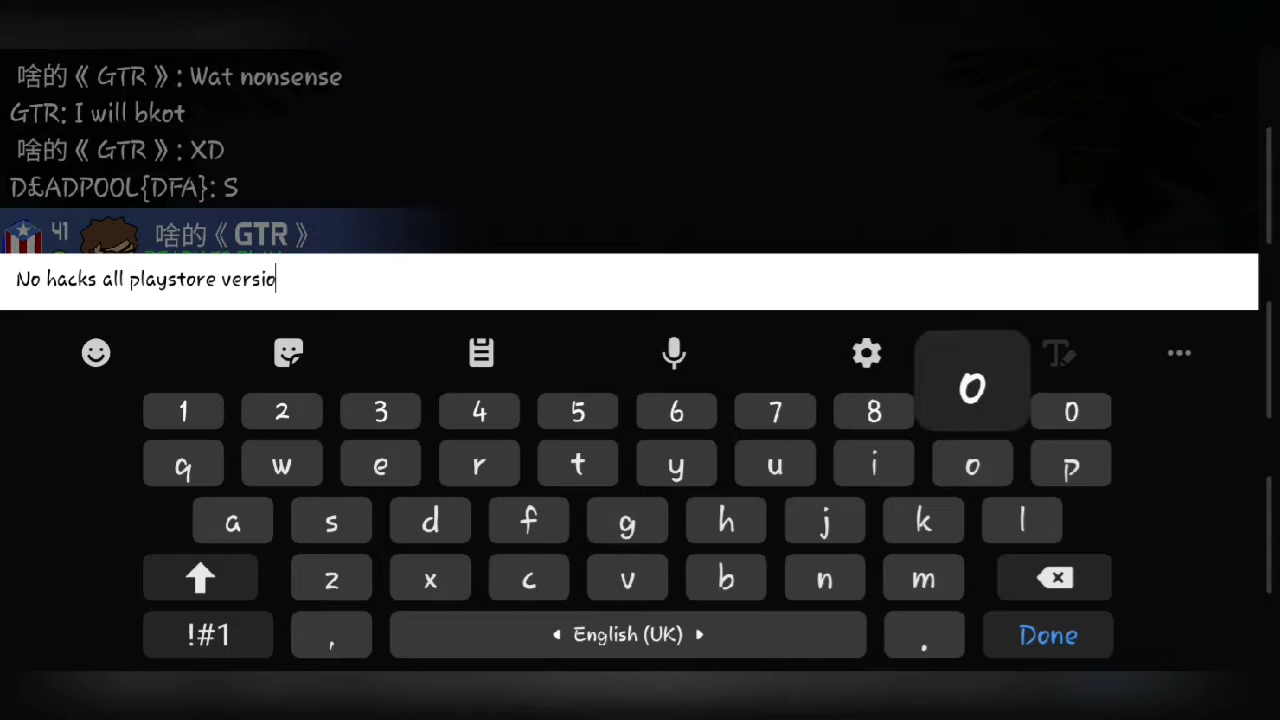 啥的《 GTR 》: Wat nonsense
GTR: I will bkot
啥的《 GTR 》: XD
D£ADPOOL{DFA}: S
41 啥的《 GTR 》
No hacks all playstore versio
o
1 2 3 4 5 6 7 8 0
q w e r t y u i o p
a s d f g h j k l
z x c v b n m
!#1 , English (UK) . Done